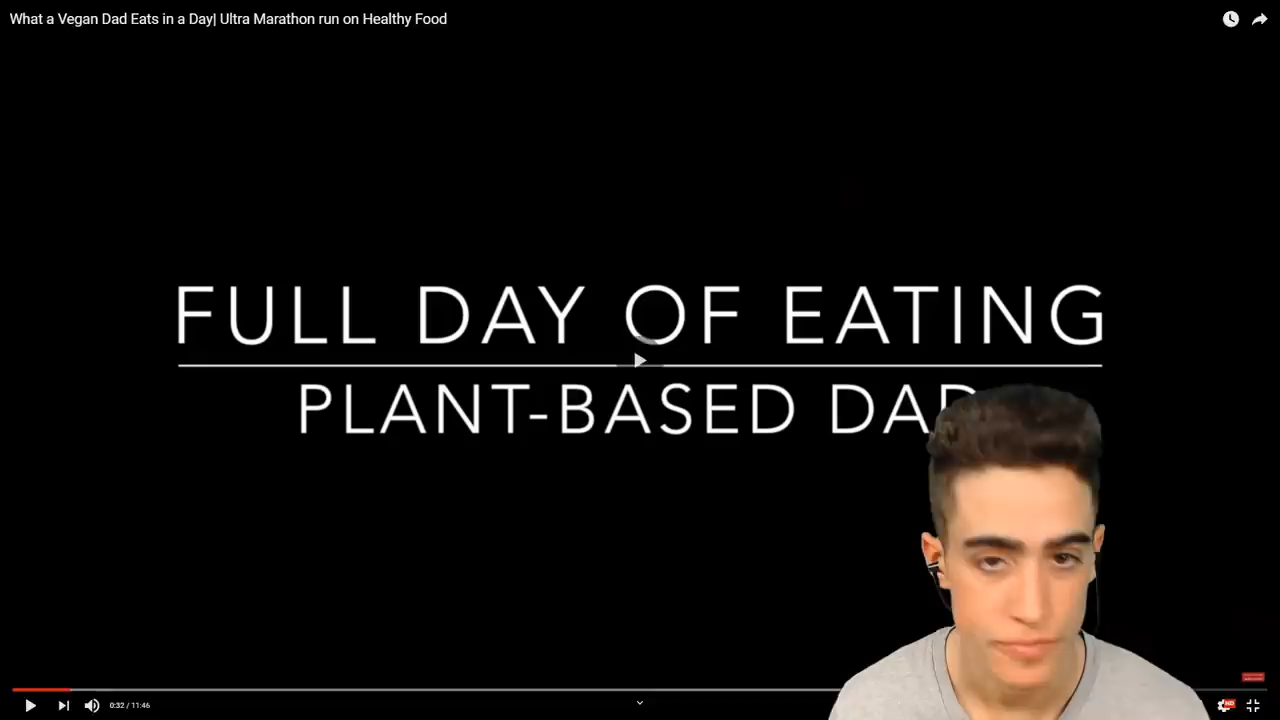 What a Vegan Dad Eats in a Day| Ultra Marathon run on Healthy Food
FULL DAY OF EATING
PLANT-BASED DAD
0:32 / 11:46
HD